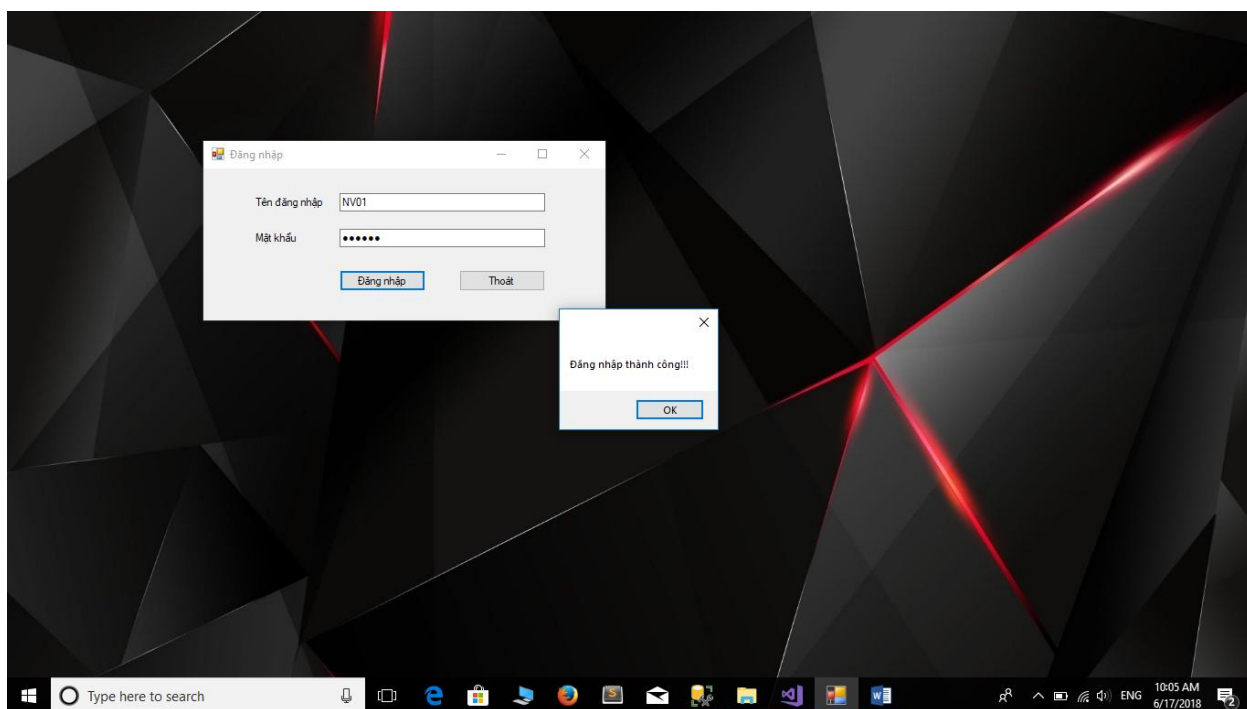 Đăng nhập
Tên đăng nhập NV01
Mật khẩu ●●●●●●
Đăng nhập Thoát
Đăng nhập thành công!!!
OK
Type here to search
ENG
10:05 AM
6/17/2018
2